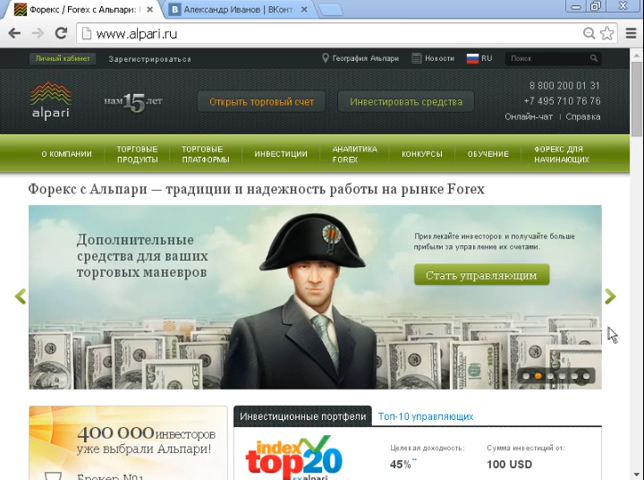 Форекс / Forex с Альпари:
Александр Иванов | ВКонт
www.alpari.ru
Личный кабинет
Зарегистрироваться
География Альпари
Новости
RU
Поиск
alpari
нам 15 лет
Открыть торговый счет
Инвестировать средства
8 800 200 01 31
+7 495 710 76 76
Онлайн-чат | Справка
О КОМПАНИИ
ТОРГОВЫЕ
ПРОДУКТЫ
ТОРГОВЫЕ
ПЛАТФОРМЫ
ИНВЕСТИЦИИ
АНАЛИТИКА
FOREX
КОНКУРСЫ
ОБУЧЕНИЕ
ФОРЕКС ДЛЯ
НАЧИНАЮЩИХ
Форекс с Альпари — традиции и надежность работы на рынке Forex
Дополнительные
средства для ваших
торговых маневров
Привлекайте инвесторов и получайте больше
прибыли за управление их счетами.
Стать управляющим
400 000 инвесторов
уже выбрали Альпари!
Брокер №1
Инвестиционные портфели
Топ-10 управляющих
index
top20
alpari
Целевая доходность:
45%**
Сумма инвестиций от:
100 USD